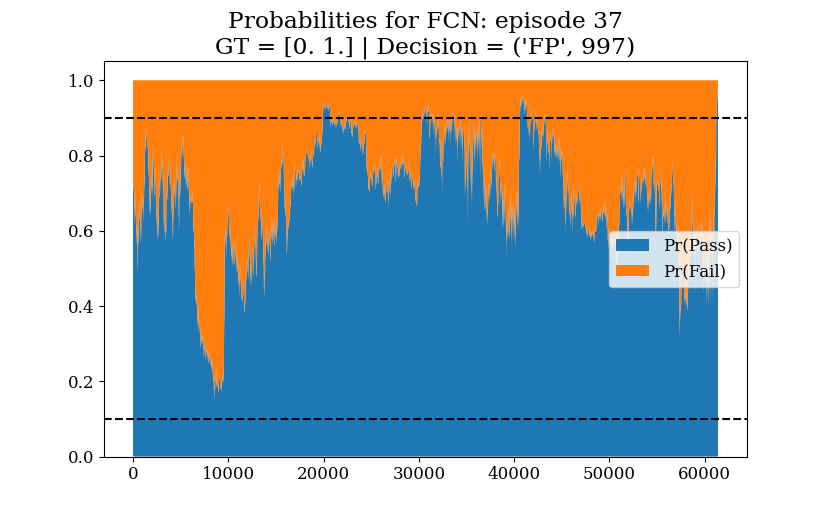 Probabilities for FCN: episode 37
GT = [0. 1.] | Decision = ('FP', 997)
1.0
0.8
0.6
0.4
0.2
0.0
Pr(Pass)
Pr(Fail)
0 10000 20000 30000 40000 50000 60000